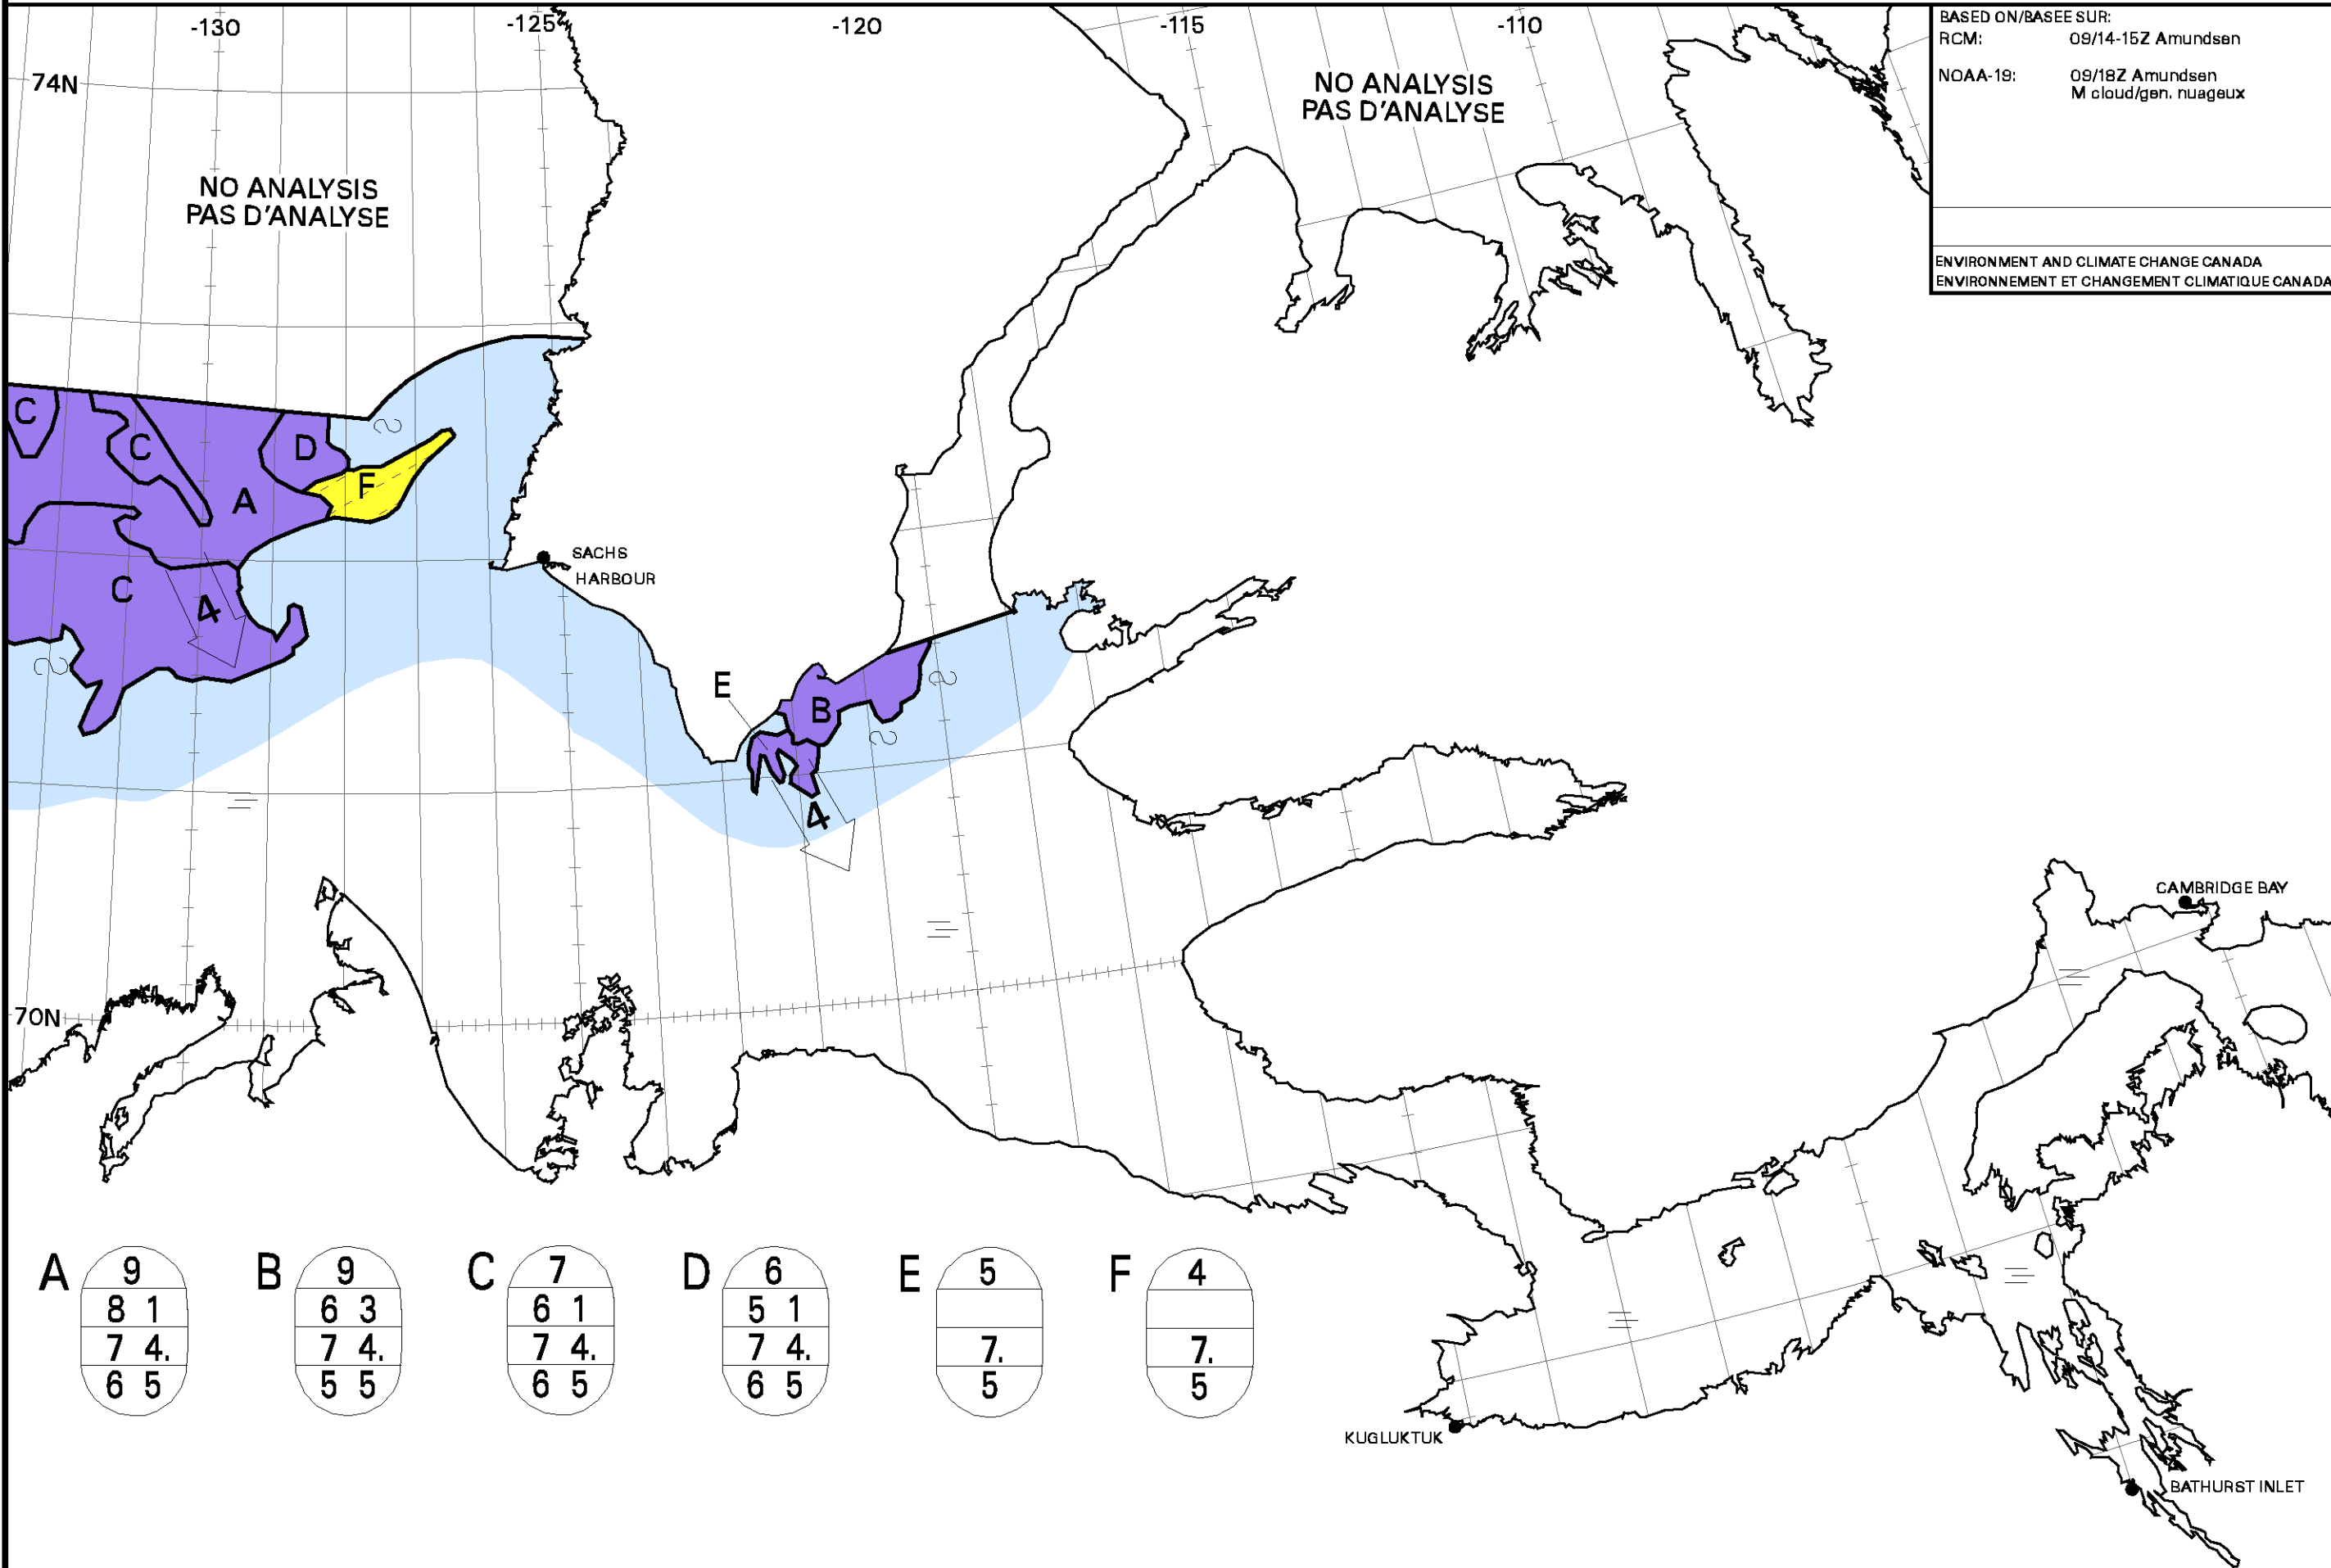 -130
-125
-120
-115
-110
74N
NO ANALYSIS
PAS D'ANALYSE
NO ANALYSIS
PAS D'ANALYSE
BASED ON/BASEE SUR:
RCM: 09/14-15Z Amundsen
NOAA-19: 09/18Z Amundsen
M cloud/gen. nuageux
ENVIRONMENT AND CLIMATE CHANGE CANADA
ENVIRONNEMENT ET CHANGEMENT CLIMATIQUE CANADA
C
C
D
F
A
SACHS
HARBOUR
C
4
E
B
4
CAMBRIDGE BAY
70N
A
9
8 1
7 4.
6 5
B
9
6 3
7 4.
5 5
C
7
6 1
7 4.
6 5
D
6
5 1
7 4.
6 5
E
5
7.
5
F
4
7.
5
KUGLUKTUK
BATHURST INLET